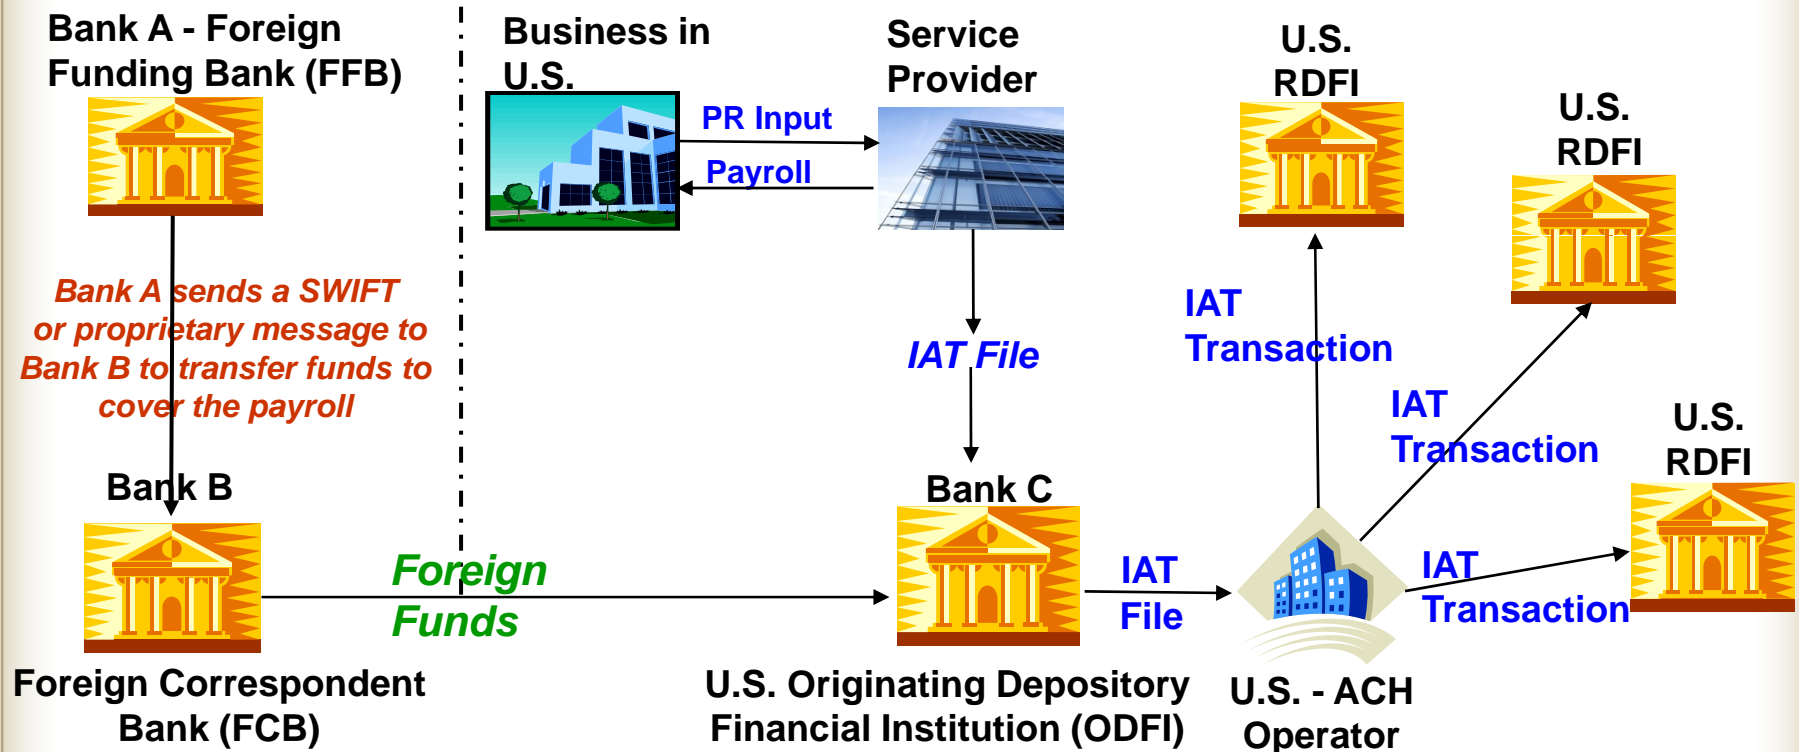 Bank A - Foreign
Funding Bank (FFB)
Business in
U.S.
Service
Provider
U.S.
RDFI
U.S.
RDFI
PR Input
Payroll
Bank A sends a SWIFT
or proprietary message to
Bank B to transfer funds to
cover the payroll
IAT File
IAT
Transaction
IAT
Transaction
U.S.
RDFI
Bank B
Bank C
Foreign
Funds
IAT
File
IAT
Transaction
Foreign Correspondent
Bank (FCB)
U.S. Originating Depository
Financial Institution (ODFI)
U.S. - ACH
Operator